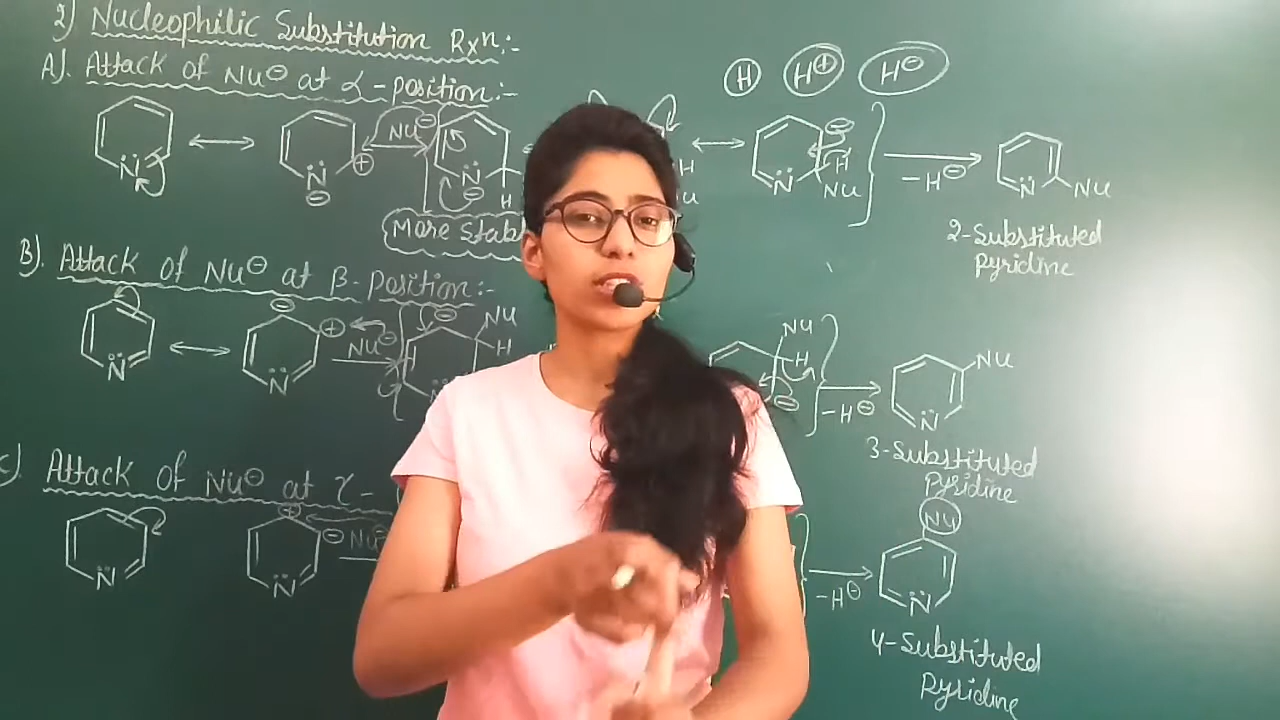 2) Nucleophilic Substitution Rxⁿ:-
A). Attack of Nu⊖ at α-position:-
H H⊕ H⊖
N N ⊖ ⊕ Nu⊖ N ⊖ H H ⊖ H N Nu -H⊖ N Nu
More Stab
2-Substituted
pyridine
B). Attack of Nu⊖ at β-position:-
N ⊖ ⊕ N Nu⊖ ⊖ Nu H N Nu H ⊖ -H⊖ Nu N
3-Substituted
pyridine
C). Attack of Nu⊖ at γ-
N ⊕ ⊖ N Nu⊖ -H⊖ Nu N
4-Substituted
pyridine